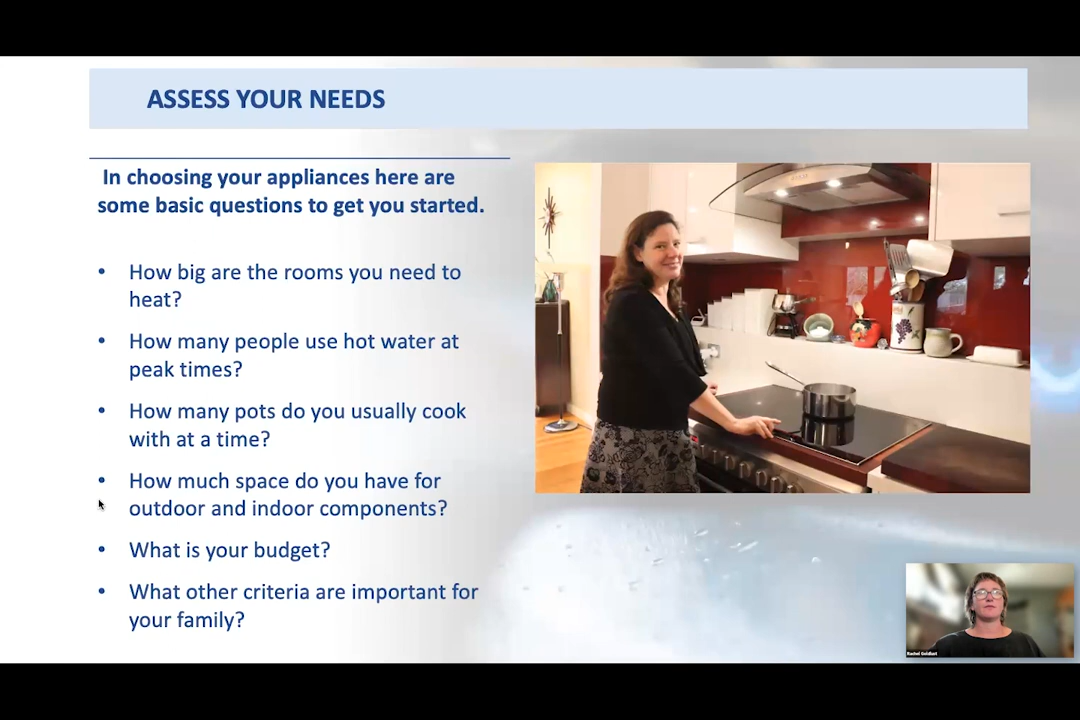 ASSESS YOUR NEEDS
In choosing your appliances here are
some basic questions to get you started.
• How big are the rooms you need to
heat?
• How many people use hot water at
peak times?
• How many pots do you usually cook
with at a time?
• How much space do you have for
outdoor and indoor components?
• What is your budget?
• What other criteria are important for
your family?
Rachel